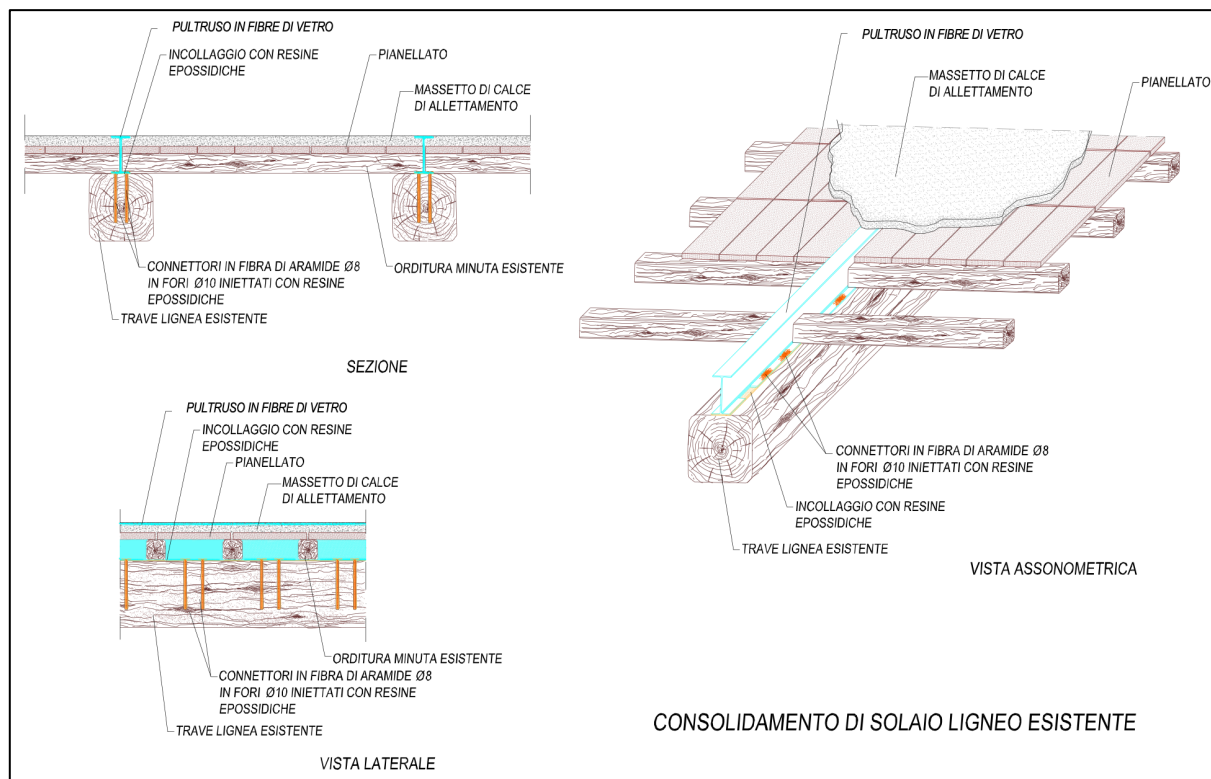 PULTRUSO IN FIBRE DI VETRO
INCOLLAGGIO CON RESINE
EPOSSIDICHE
PIANELLATO
MASSETTO DI CALCE
DI ALLETTAMENTO
CONNETTORI IN FIBRA DI ARAMIDE Ø8
IN FORI Ø10 INIETTATI CON RESINE
EPOSSIDICHE
ORDITURA MINUTA ESISTENTE
TRAVE LIGNEA ESISTENTE
SEZIONE
PULTRUSO IN FIBRE DI VETRO
INCOLLAGGIO CON RESINE
EPOSSIDICHE
PIANELLATO
MASSETTO DI CALCE
DI ALLETTAMENTO
ORDITURA MINUTA ESISTENTE
CONNETTORI IN FIBRA DI ARAMIDE Ø8
IN FORI Ø10 INIETTATI CON RESINE
EPOSSIDICHE
TRAVE LIGNEA ESISTENTE
VISTA LATERALE
PULTRUSO IN FIBRE DI VETRO
MASSETTO DI CALCE
DI ALLETTAMENTO
PIANELLATO
CONNETTORI IN FIBRA DI ARAMIDE Ø8
IN FORI Ø10 INIETTATI CON RESINE
EPOSSIDICHE
INCOLLAGGIO CON RESINE
EPOSSIDICHE
TRAVE LIGNEA ESISTENTE
VISTA ASSONOMETRICA
CONSOLIDAMENTO DI SOLAIO LIGNEO ESISTENTE